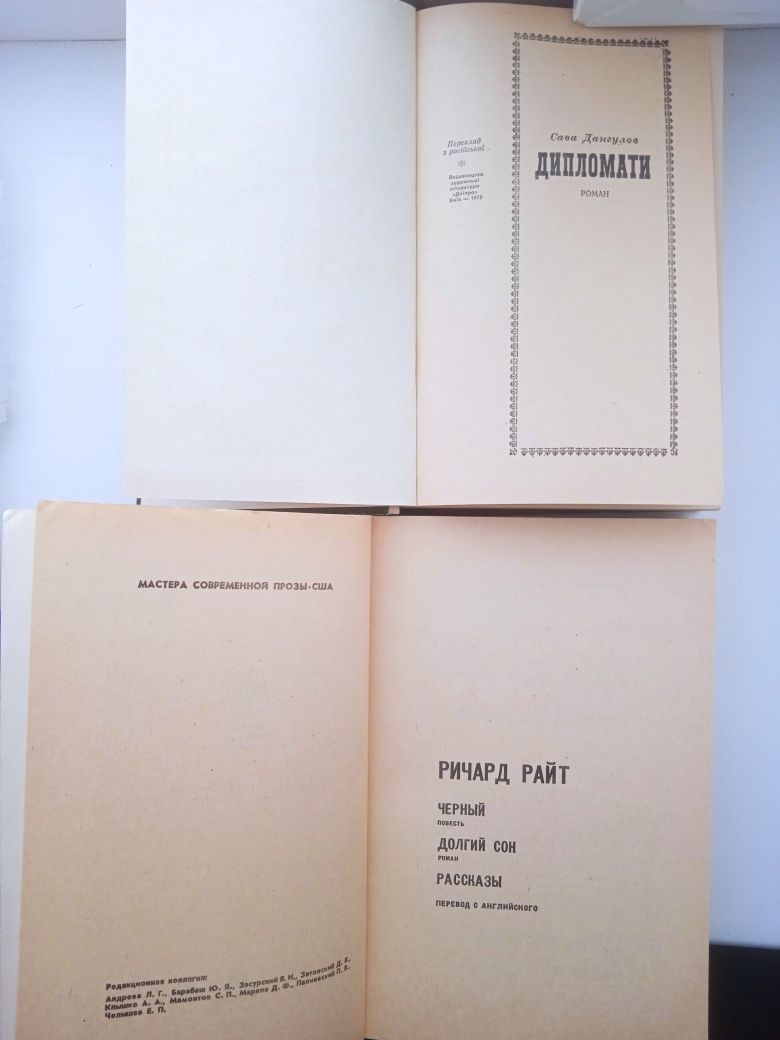 Переклад
з російської
Видавництво
художньої
літератури
«Дніпро»
Київ — 1973
Сава Дангулов
ДИПЛОМАТИ
РОМАН
МАСТЕРА СОВРЕМЕННОЙ ПРОЗЫ·США
Редакционная коллегия:
Андреев Л. Г., Барабаш Ю. Я., Засурский Я. Н., Затонский Д. В.,
Клышко А. А., Мамонтов С. П., Марков Д. Ф., Палиевский П. В.,
Челышев Е. П.
РИЧАРД РАЙТ
ЧЕРНЫЙ
ПОВЕСТЬ
ДОЛГИЙ СОН
РОМАН
РАССКАЗЫ
ПЕРЕВОД С АНГЛИЙСКОГО